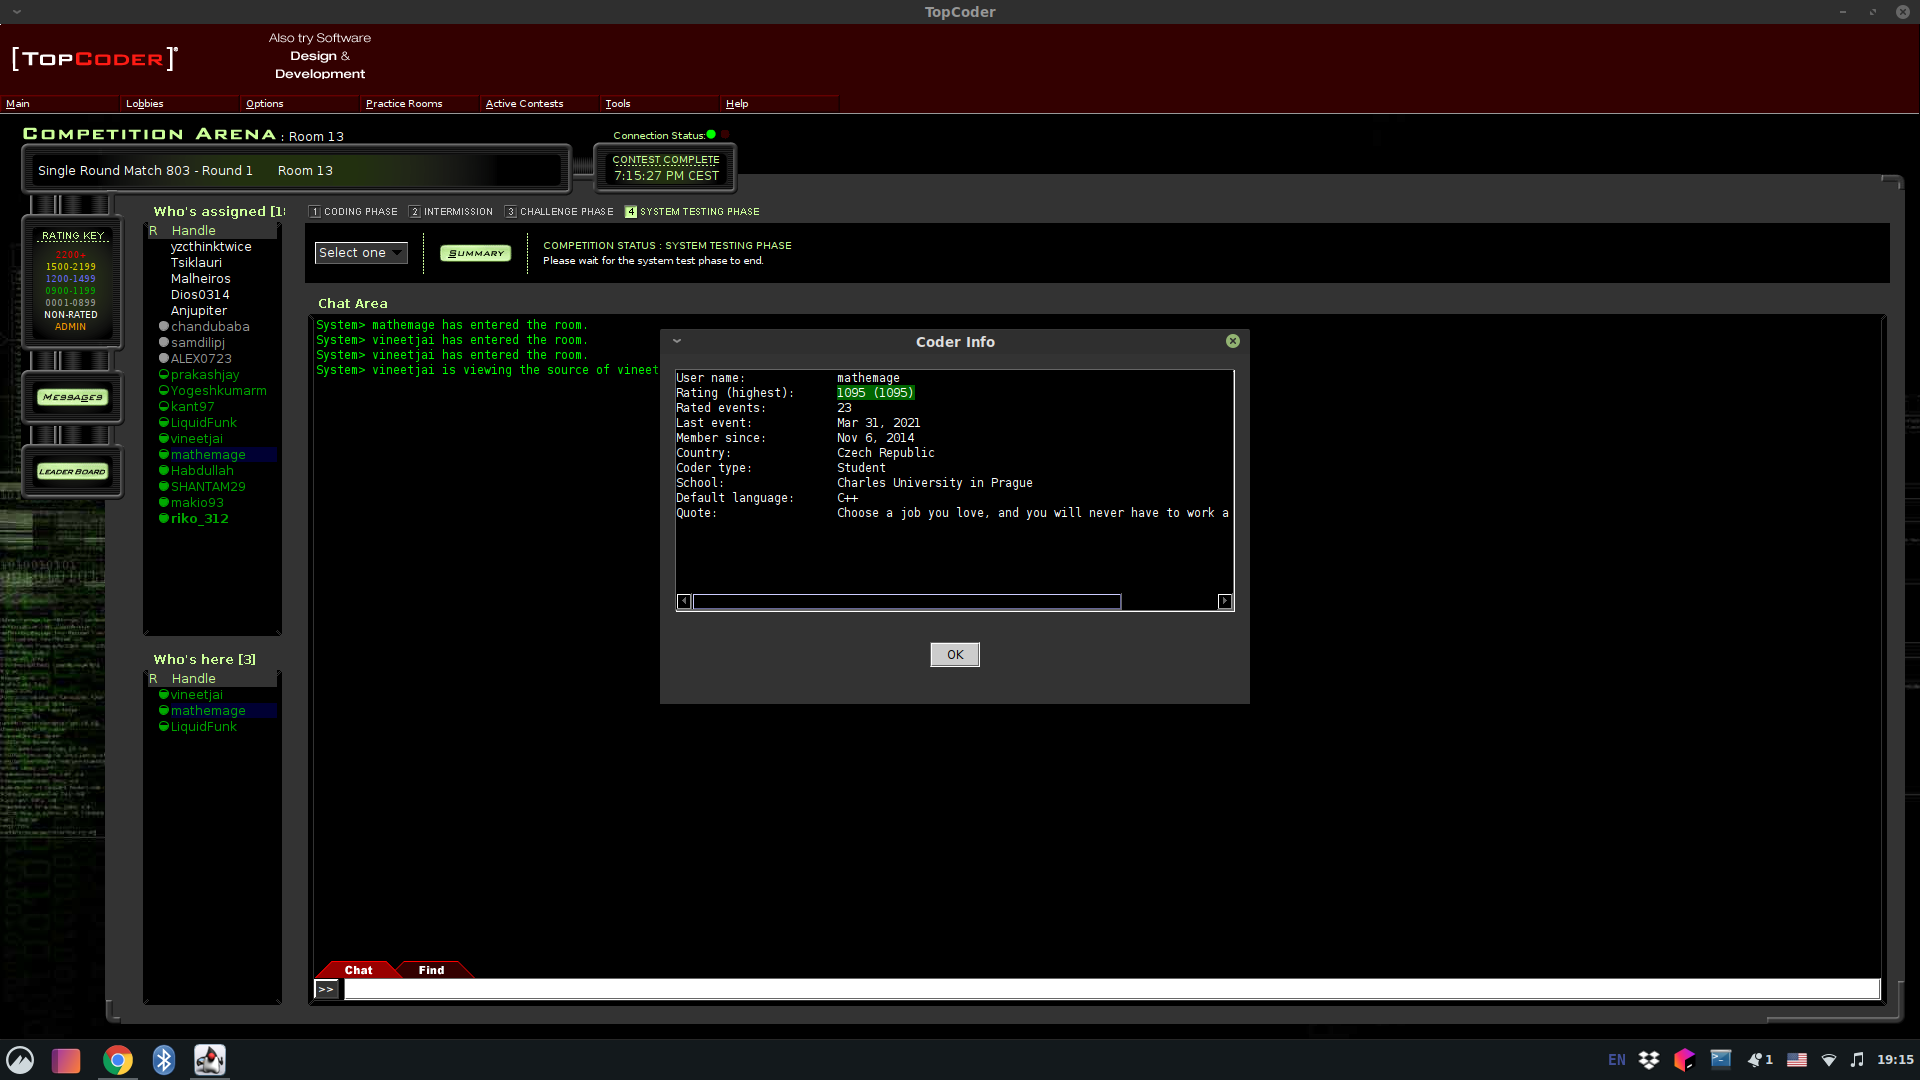 TopCoder
[TOPCODER]®
Also try Software
Design &
Development
Main
Lobbies
Options
Practice Rooms
Active Contests
Tools
Help
COMPETITION ARENA : Room 13
Connection Status:
Single Round Match 803 - Round 1
Room 13
CONTEST COMPLETE
7:15:27 PM CEST
RATING KEY
2200+
1500-2199
1200-1499
0900-1199
0001-0899
NON-RATED
ADMIN
MESSAGES
LEADER BOARD
Who's assigned [1
R Handle
yzcthinktwice
Tsiklauri
Malheiros
Dios0314
Anjupiter
chandubaba
samdilipj
ALEX0723
prakashjay
Yogeshkumarm
kant97
LiquidFunk
vineetjai
mathemage
Habdullah
SHANTAM29
makio93
riko_312
Who's here [3]
R Handle
vineetjai
mathemage
LiquidFunk
1 CODING PHASE
2 INTERMISSION
3 CHALLENGE PHASE
4 SYSTEM TESTING PHASE
Select one
SUMMARY
COMPETITION STATUS : SYSTEM TESTING PHASE
Please wait for the system test phase to end.
Chat Area
System> mathemage has entered the room.
System> vineetjai has entered the room.
System> vineetjai has entered the room.
System> vineetjai is viewing the source of vineet
Coder Info
User name: mathemage
Rating (highest): 1095 (1095)
Rated events: 23
Last event: Mar 31, 2021
Member since: Nov 6, 2014
Country: Czech Republic
Coder type: Student
School: Charles University in Prague
Default language: C++
Quote: Choose a job you love, and you will never have to work a
OK
Chat
Find
>>
EN
1
19:15